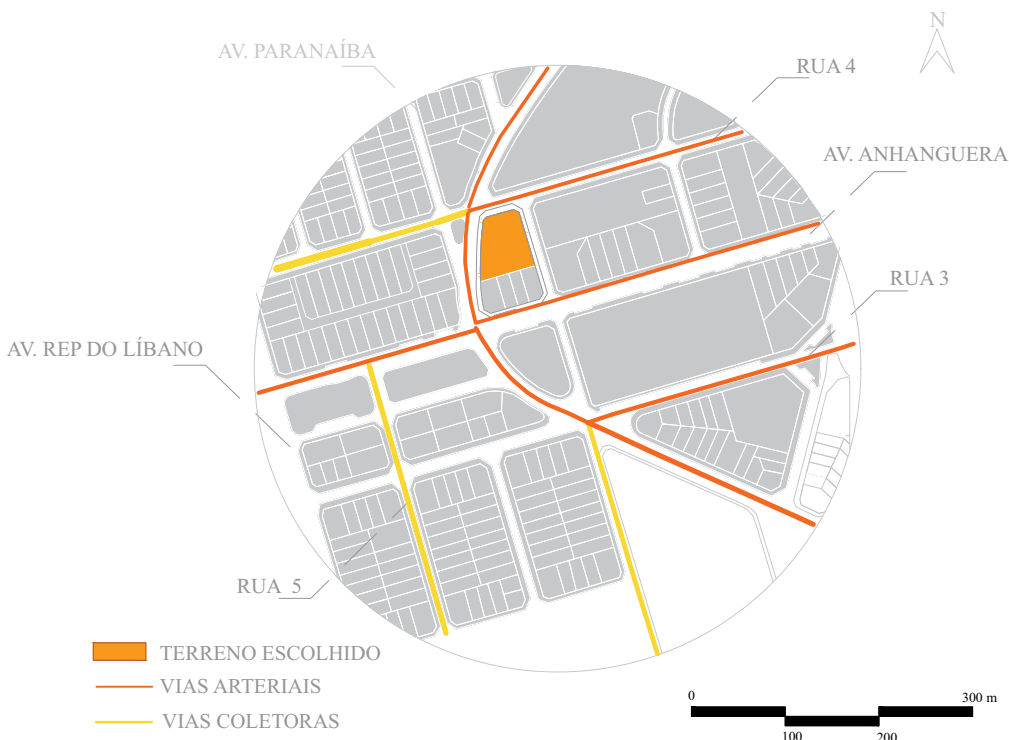 N
AV. PARANAÍBA
RUA 4
AV. ANHANGUERA
RUA 3
AV. REP DO LÍBANO
RUA 5
TERRENO ESCOLHIDO
VIAS ARTERIAIS
VIAS COLETORAS
0 300 m
100 200